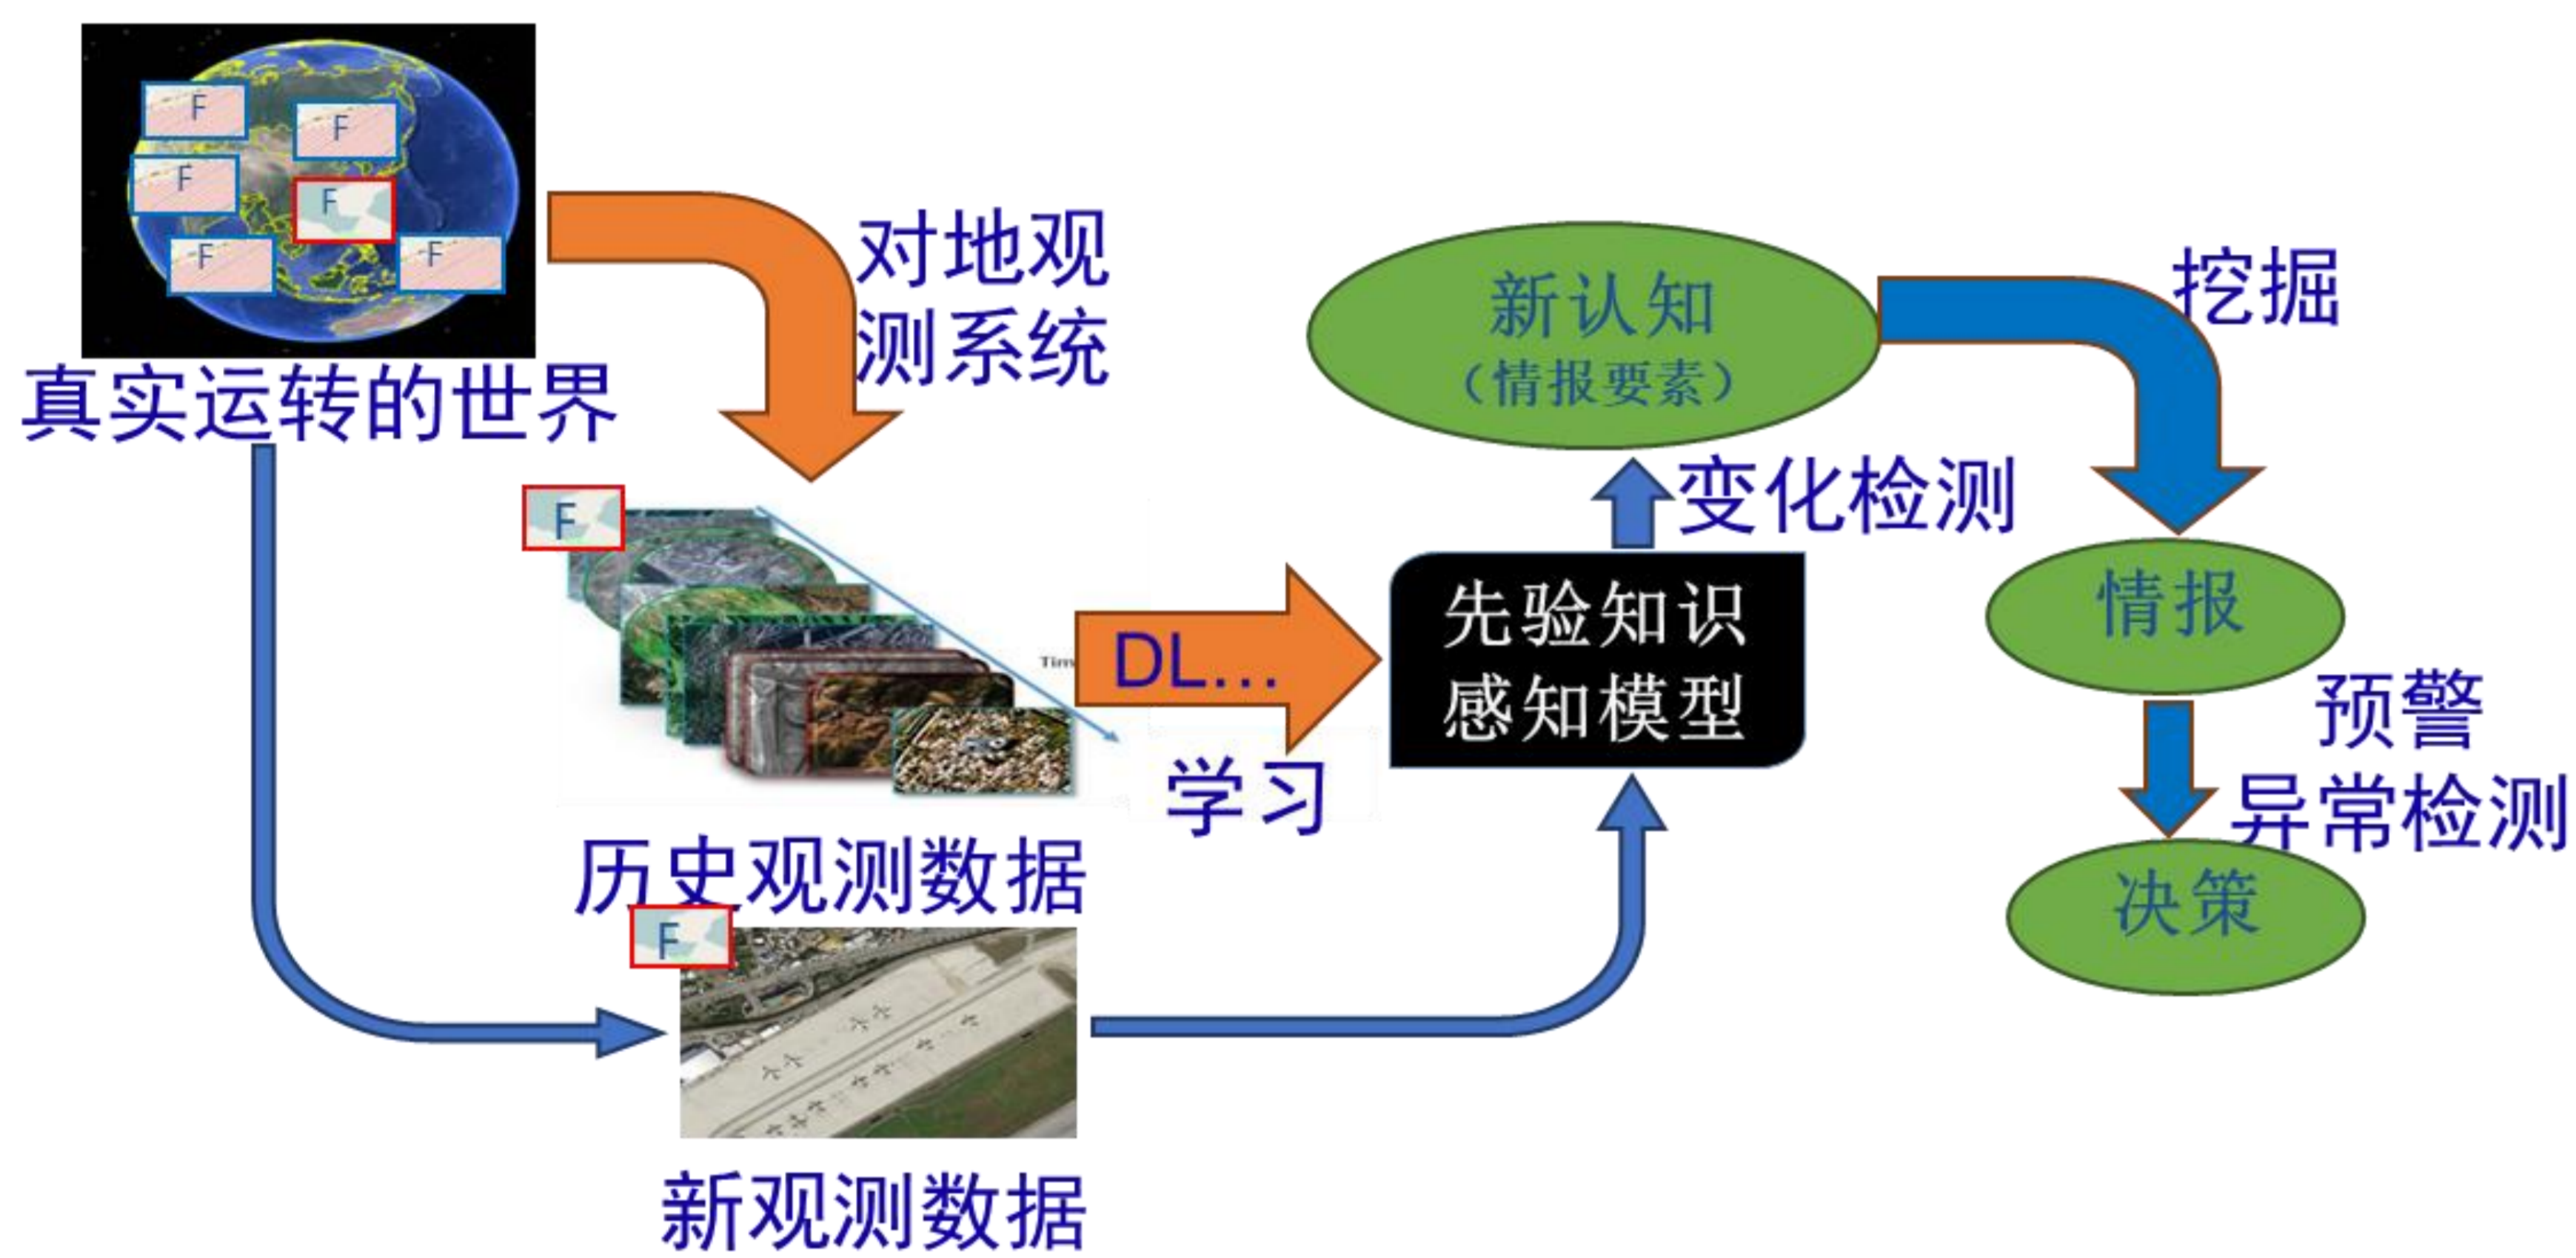 F
F
F
F
F
F
真实运转的世界
对地观
测系统
F
Tim
DL...
学习
历史观测数据
F
新观测数据
先验知识
感知模型
变化检测
新认知
（情报要素）
挖掘
情报
预警
异常检测
决策